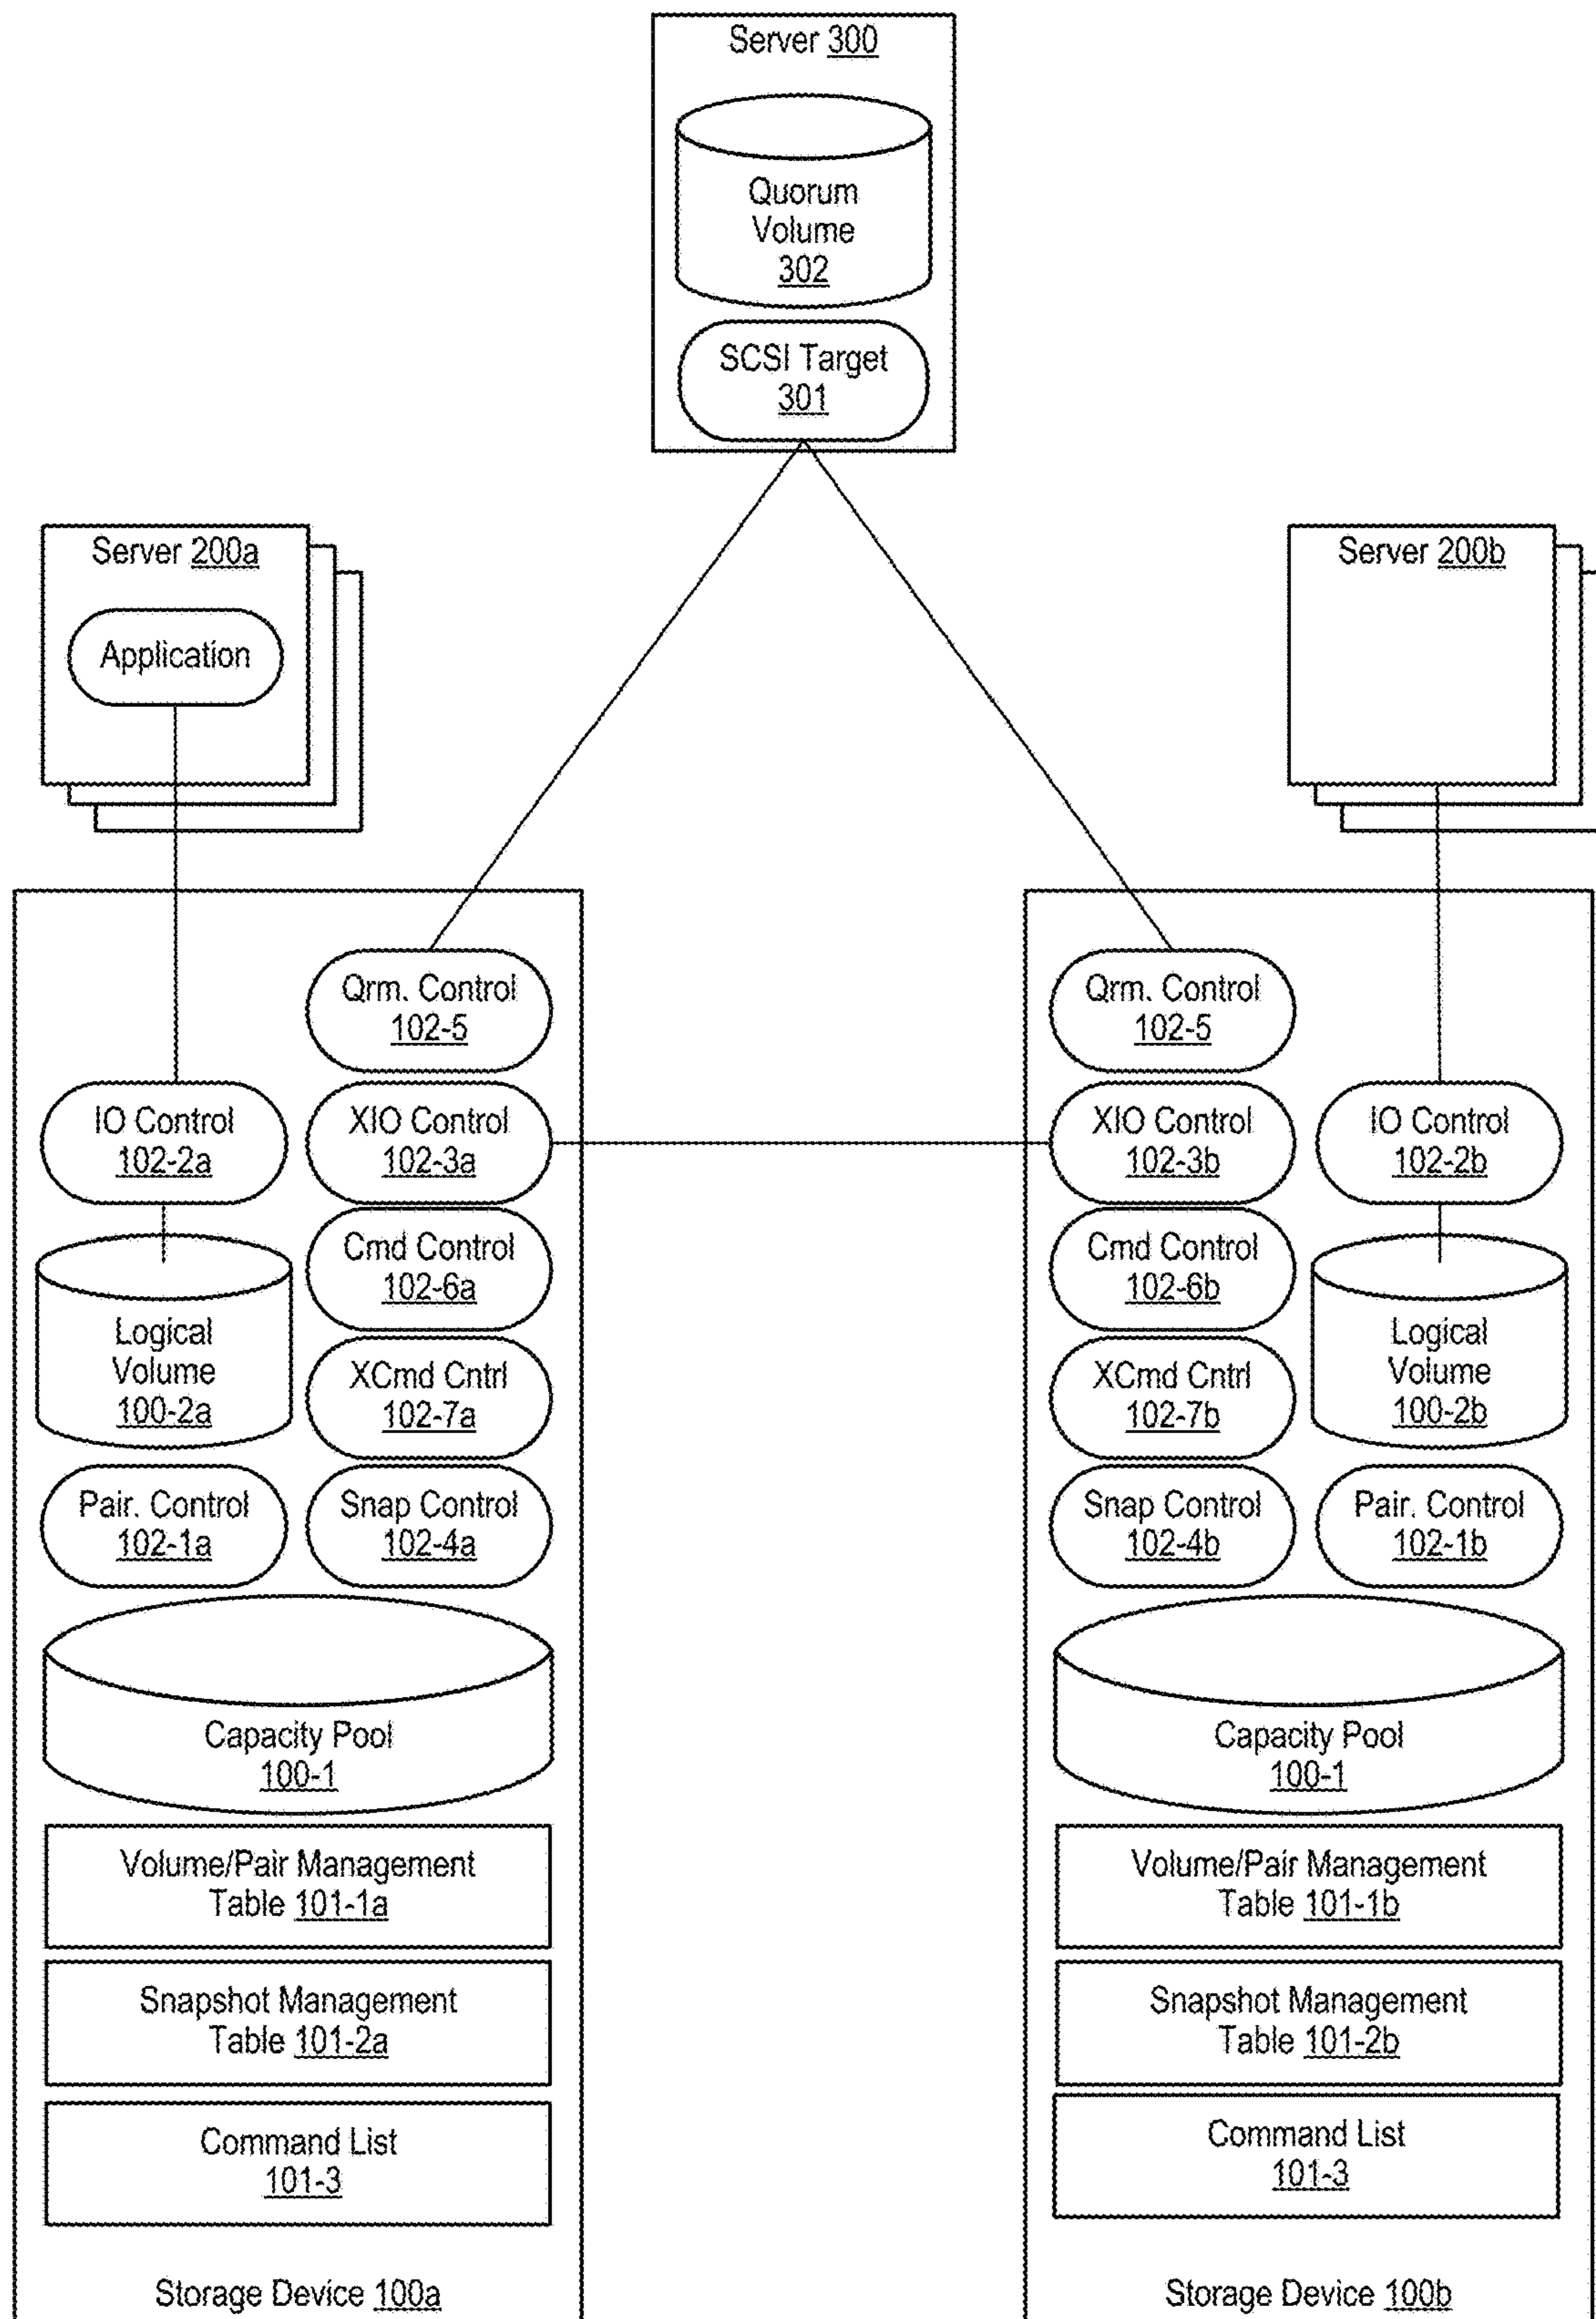 Server 300
Quorum
Volume
302
SCSI Target
301
Server 200a
Application
Server 200b
Qrm. Control
102-5
IO Control
102-2a
XIO Control
102-3a
Cmd Control
102-6a
Logical
Volume
100-2a
XCmd Cntrl
102-7a
Pair. Control
102-1a
Snap Control
102-4a
Capacity Pool
100-1
Volume/Pair Management
Table 101-1a
Snapshot Management
Table 101-2a
Command List
101-3
Storage Device 100a
Qrm. Control
102-5
XIO Control
102-3b
IO Control
102-2b
Cmd Control
102-6b
Logical
Volume
100-2b
XCmd Cntrl
102-7b
Snap Control
102-4b
Pair. Control
102-1b
Capacity Pool
100-1
Volume/Pair Management
Table 101-1b
Snapshot Management
Table 101-2b
Command List
101-3
Storage Device 100b